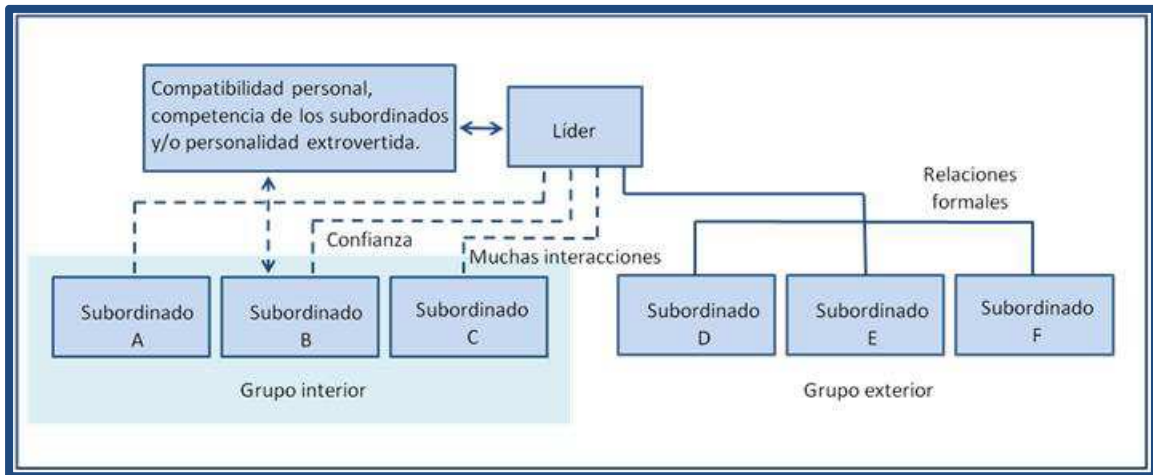 Compatibilidad personal,
competencia de los subordinados
y/o personalidad extrovertida.
Líder
Relaciones
formales
Confianza
Muchas interacciones
Subordinado
A
Subordinado
B
Subordinado
C
Subordinado
D
Subordinado
E
Subordinado
F
Grupo interior
Grupo exterior